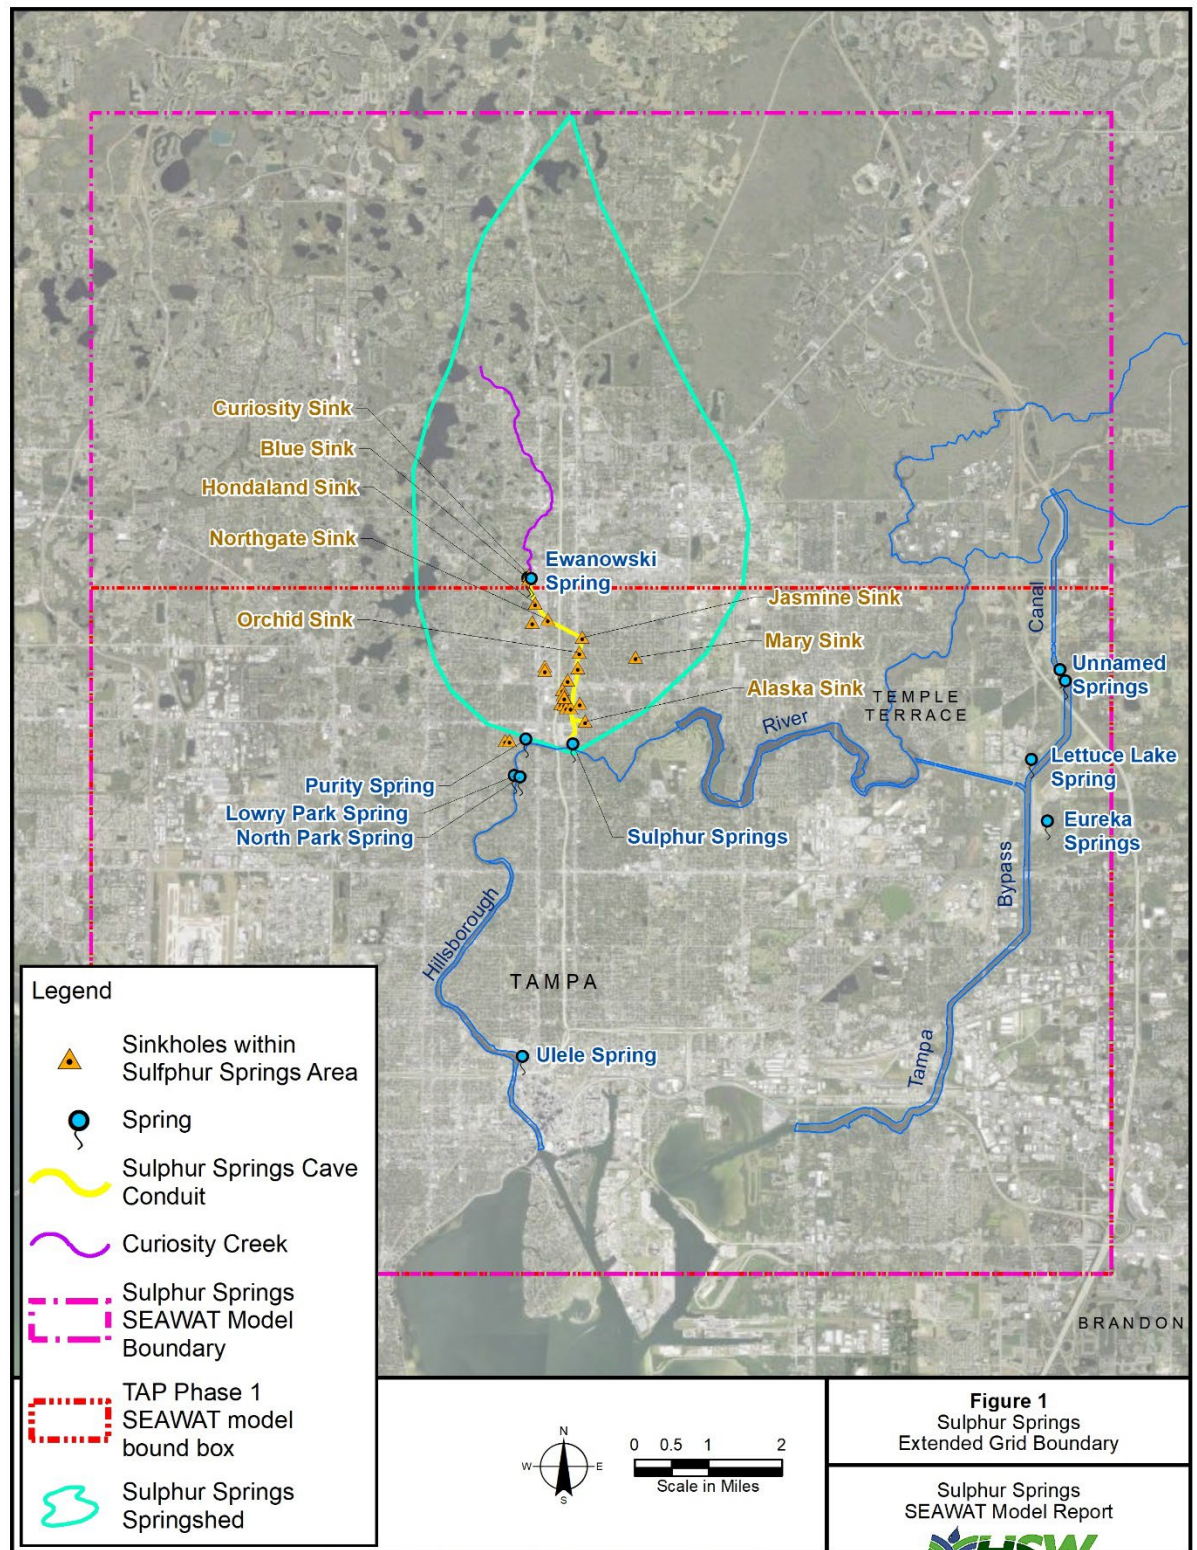 Curiosity Sink
Blue Sink
Hondaland Sink
Northgate Sink
Ewanowski
Spring
Orchid Sink
Jasmine Sink
Mary Sink
Alaska Sink
Canal
Unnamed
Springs
TEMPLE
TERRACE
River
Lettuce Lake
Spring
Purity Spring
Lowry Park Spring
North Park Spring
Sulphur Springs
Eureka
Springs
Bypass
Hillsborough
TAMPA
Ulele Spring
Tampa
BRANDON
Legend
Sinkholes within
Sulfphur Springs Area
Spring
Sulphur Springs Cave
Conduit
Curiosity Creek
Sulphur Springs
SEAWAT Model
Boundary
TAP Phase 1
SEAWAT model
bound box
Sulphur Springs
Springshed
N
W E
S
0 0.5 1 2
Scale in Miles
Figure 1
Sulphur Springs
Extended Grid Boundary
Sulphur Springs
SEAWAT Model Report
HSW